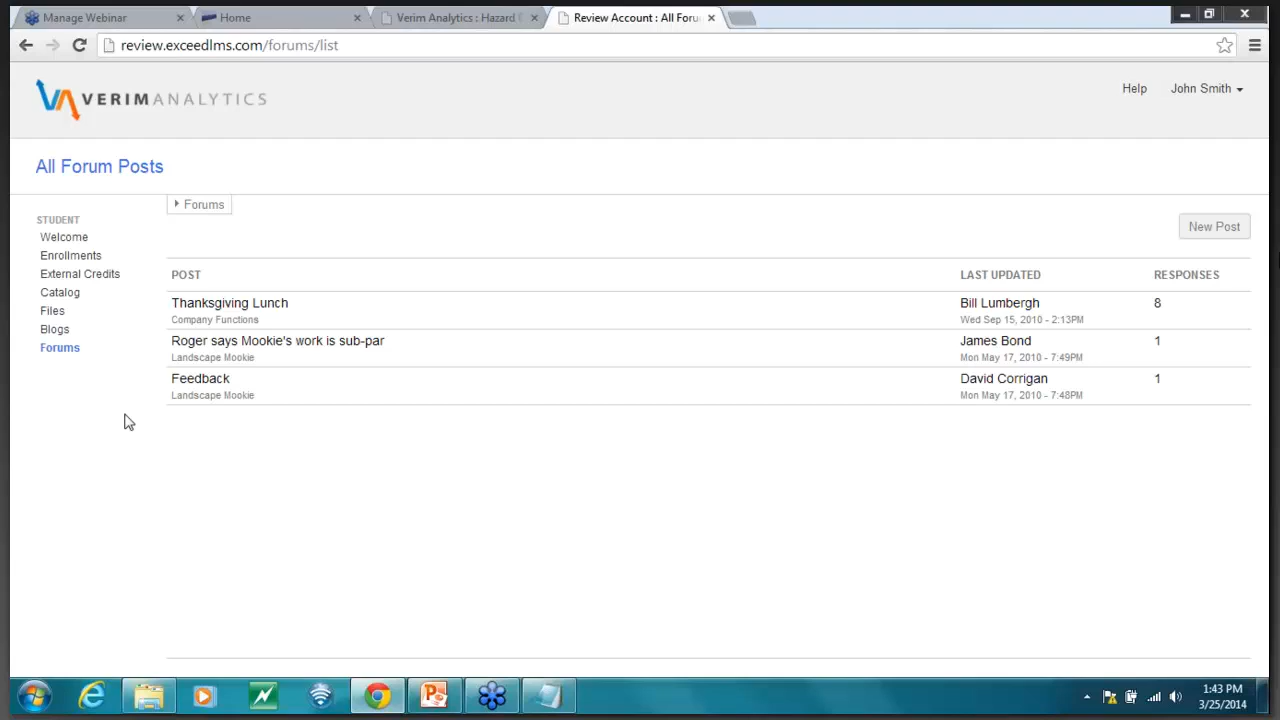 Manage Webinar
Home
Verim Analytics : Hazard
Review Account : All Foru
review.exceedlms.com/forums/list
VERIMANALYTICS
Help
John Smith
All Forum Posts
Forums
STUDENT
Welcome
Enrollments
External Credits
Catalog
Files
Blogs
Forums
New Post
POST LAST UPDATED RESPONSES
Thanksgiving Lunch Bill Lumbergh 8
Company Functions Wed Sep 15, 2010 - 2:13PM
Roger says Mookie's work is sub-par James Bond 1
Landscape Mookie Mon May 17, 2010 - 7:49PM
Feedback David Corrigan 1
Landscape Mookie Mon May 17, 2010 - 7:48PM
1:43 PM
3/25/2014